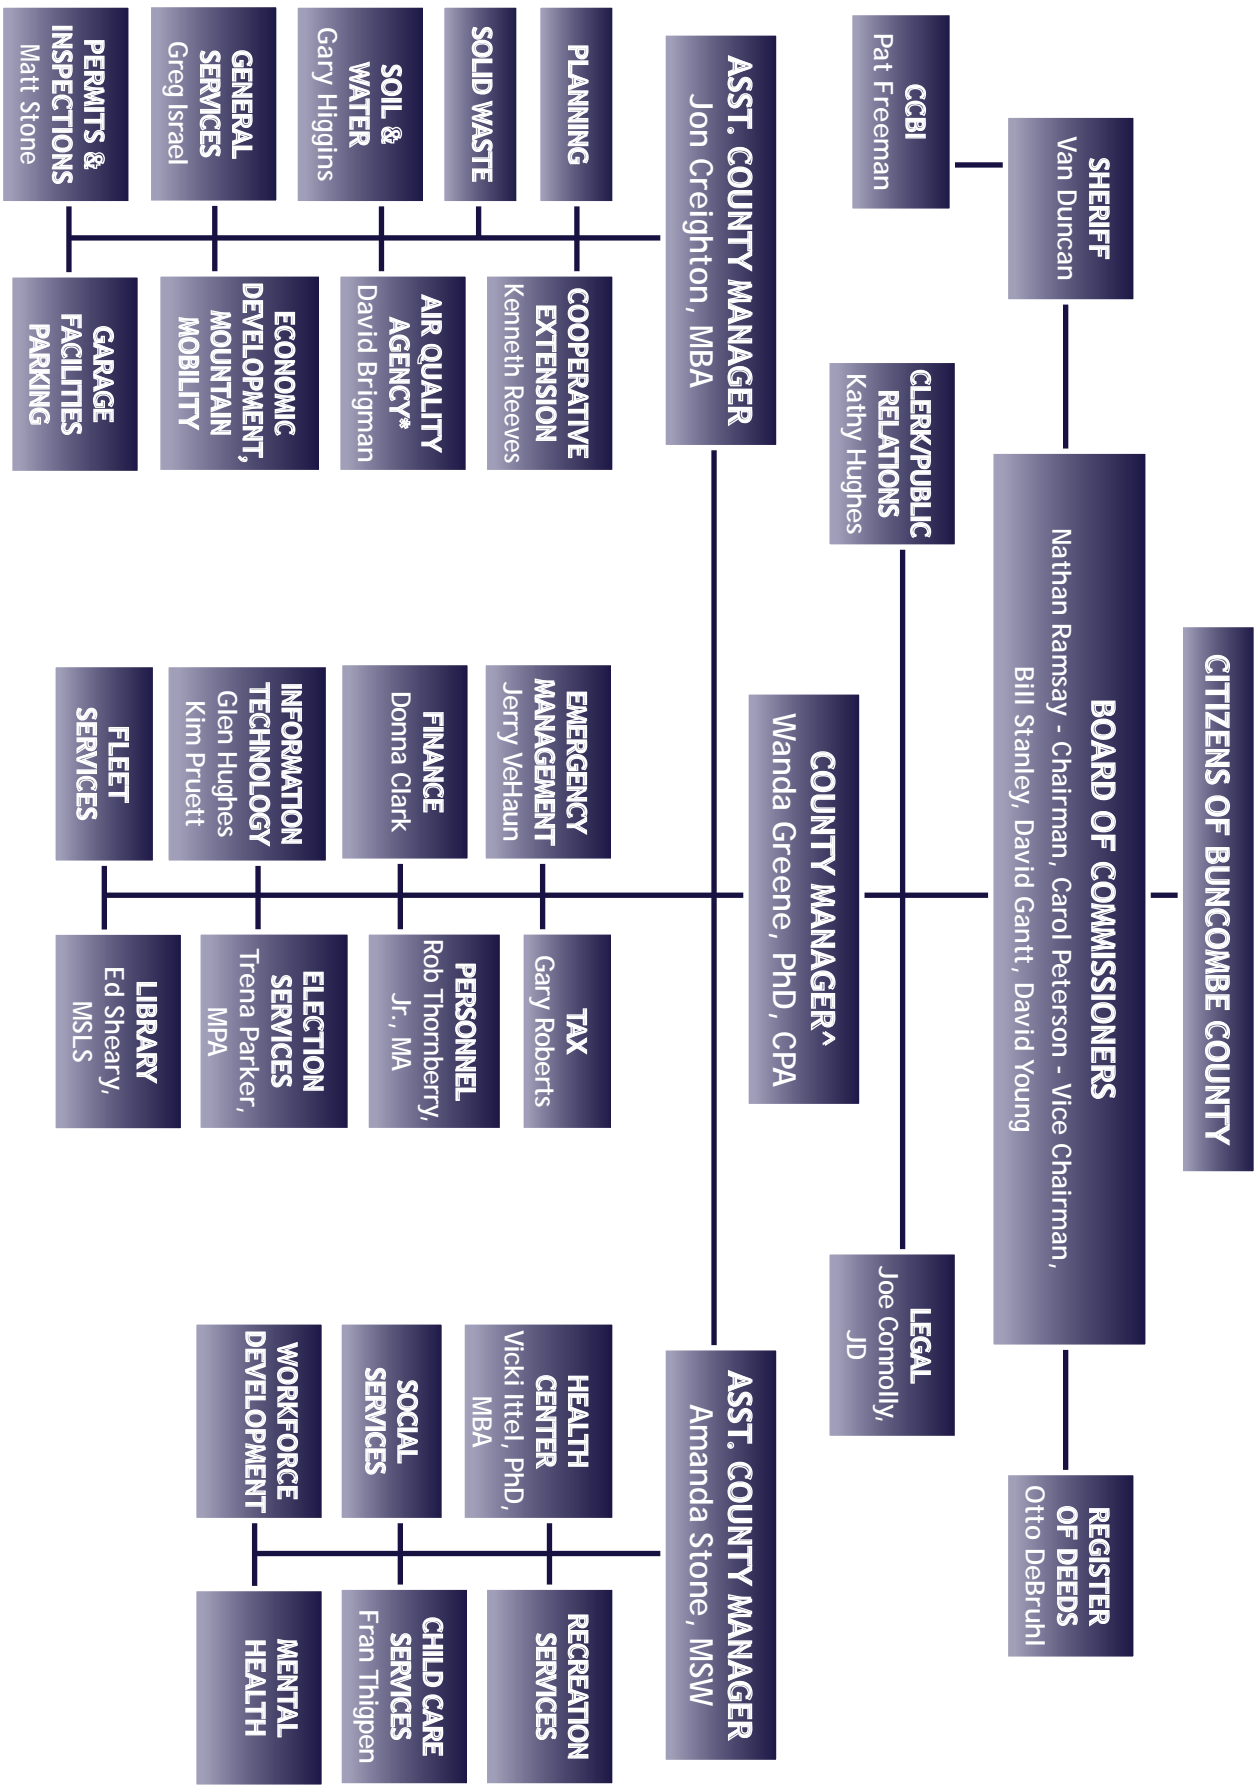 CITIZENS OF BUNCOMBE COUNTY
BOARD OF COMMISSIONERS
Nathan Ramsay - Chairman, Carol Peterson - Vice Chairman,
Bill Stanley, David Gantt, David Young
SHERIFF
Van Duncan
REGISTER
OF DEEDS
Otto DeBruhl
CCBI
Pat Freeman
CLERK/PUBLIC
RELATIONS
Kathy Hughes
LEGAL
Joe Connolly,
JD
COUNTY MANAGER^
Wanda Greene, PhD, CPA
ASST. COUNTY MANAGER
Jon Creighton, MBA
ASST. COUNTY MANAGER
Amanda Stone, MSW
PLANNING
COOPERATIVE
EXTENSION
Kenneth Reeves
SOLID WASTE
SOIL &
WATER
Gary Higgins
AIR QUALITY
AGENCY*
David Brigman
GENERAL
SERVICES
Greg Israel
ECONOMIC
DEVELOPMENT,
MOUNTAIN
MOBILITY
PERMITS &
INSPECTIONS
Matt Stone
GARAGE
FACILITIES
PARKING
EMERGENCY
MANAGEMENT
Jerry VeHaun
TAX
Gary Roberts
FINANCE
Donna Clark
PERSONNEL
Rob Thornberry,
Jr., MA
INFORMATION
TECHNOLOGY
Glen Hughes
Kim Pruett
ELECTION
SERVICES
Trena Parker,
MPA
FLEET
SERVICES
LIBRARY
Ed Sheary,
MSLS
HEALTH
CENTER
Vicki Ittel, PhD,
MBA
RECREATION
SERVICES
SOCIAL
SERVICES
CHILD CARE
SERVICES
Fran Thigpen
WORKFORCE
DEVELOPMENT
MENTAL
HEALTH